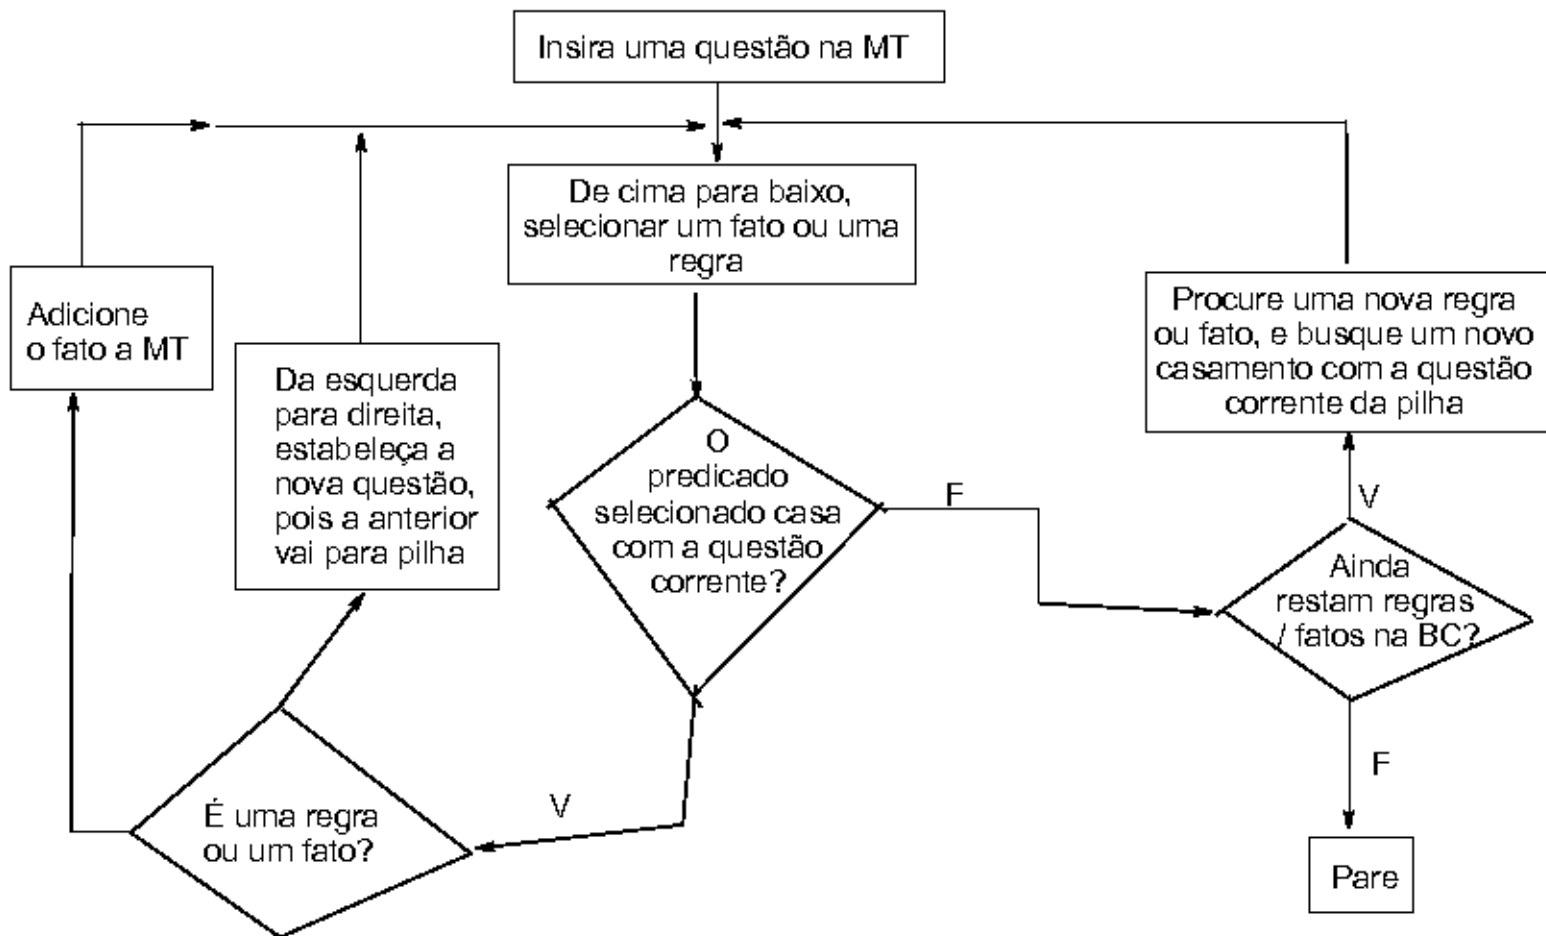 Insira uma questão na MT
De cima para baixo,
selecionar um fato ou uma
regra
Adicione
o fato a MT
Da esquerda
para direita,
estabeleça a
nova questão,
pois a anterior
vai para pilha
O
predicado
selecionado casa
com a questão
corrente?
F
Procure uma nova regra
ou fato, e busque um novo
casamento com a questão
corrente da pilha
V
Ainda
restam regras
/ fatos na BC?
F
Pare
V
É uma regra
ou um fato?